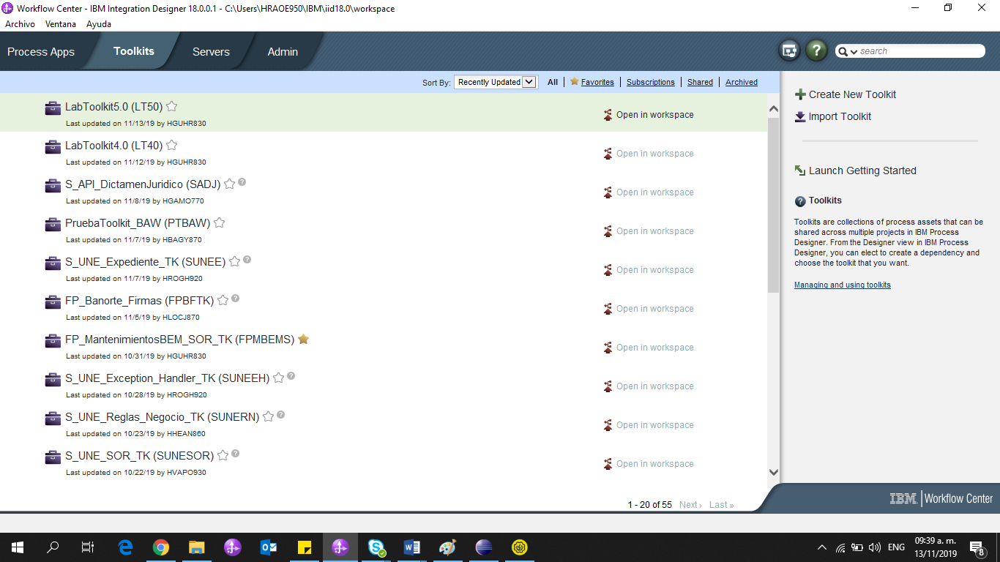 Workflow Center - IBM Integration Designer 18.0.0.1 - C:\Users\HRAOE950\IBM\iid18.0\workspace
Archivo Ventana Ayuda
Process Apps Toolkits Servers Admin
search
Sort By: Recently Updated All | Favorites | Subscriptions | Shared | Archived
LabToolkit5.0 (LT50)
Last updated on 11/13/19 by HGUHR830
Open in workspace
LabToolkit4.0 (LT40)
Last updated on 11/12/19 by HGUHR830
Open in workspace
S_API_DictamenJuridico (SADJ)
Last updated on 11/8/19 by HGAMO770
Open in workspace
PruebaToolkit_BAW (PTBAW)
Last updated on 11/7/19 by HBAGY870
Open in workspace
S_UNE_Expediente_TK (SUNEE)
Last updated on 11/7/19 by HROGH920
Open in workspace
FP_Banorte_Firmas (FPBFTK)
Last updated on 11/5/19 by HLOCJ870
Open in workspace
FP_MantenimientosBEM_SOR_TK (FPMBEMS)
Last updated on 10/31/19 by HGUHR830
Open in workspace
S_UNE_Exception_Handler_TK (SUNEEH)
Last updated on 10/28/19 by HROGH920
Open in workspace
S_UNE_Reglas_Negocio_TK (SUNERN)
Last updated on 10/23/19 by HHEAN860
Open in workspace
S_UNE_SOR_TK (SUNESOR)
Last updated on 10/22/19 by HVAPO930
Open in workspace
1 - 20 of 55 Next › Last »
Create New Toolkit
Import Toolkit
Launch Getting Started
Toolkits
Toolkits are collections of process assets that can be
shared across multiple projects in IBM Process
Designer. From the Designer view in IBM Process
Designer, you can elect to create a dependency and
choose the toolkit that you want.
Managing and using toolkits
IBM Workflow Center
ENG
09:39 a. m.
13/11/2019
8